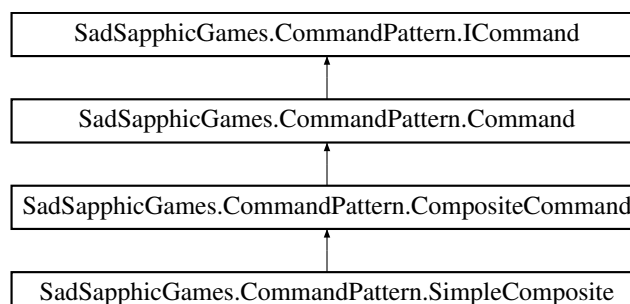 SadSapphicGames.CommandPattern.ICommand
SadSapphicGames.CommandPattern.Command
SadSapphicGames.CommandPattern.CompositeCommand
SadSapphicGames.CommandPattern.SimpleComposite